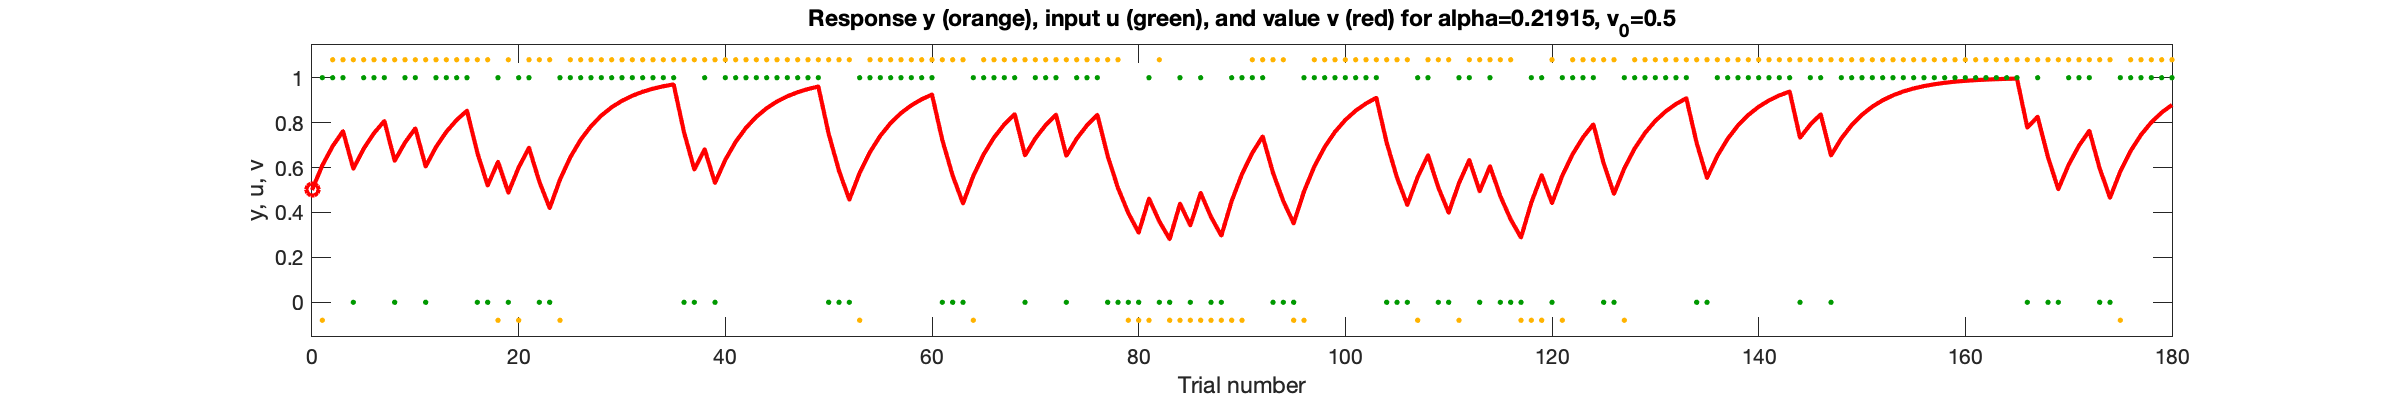 Response y (orange), input u (green), and value v (red) for alpha=0.21915, v0=0.5
y, u, v
1
0.8
0.6
0.4
0.2
0
0 20 40 60 80 100 120 140 160 180
Trial number